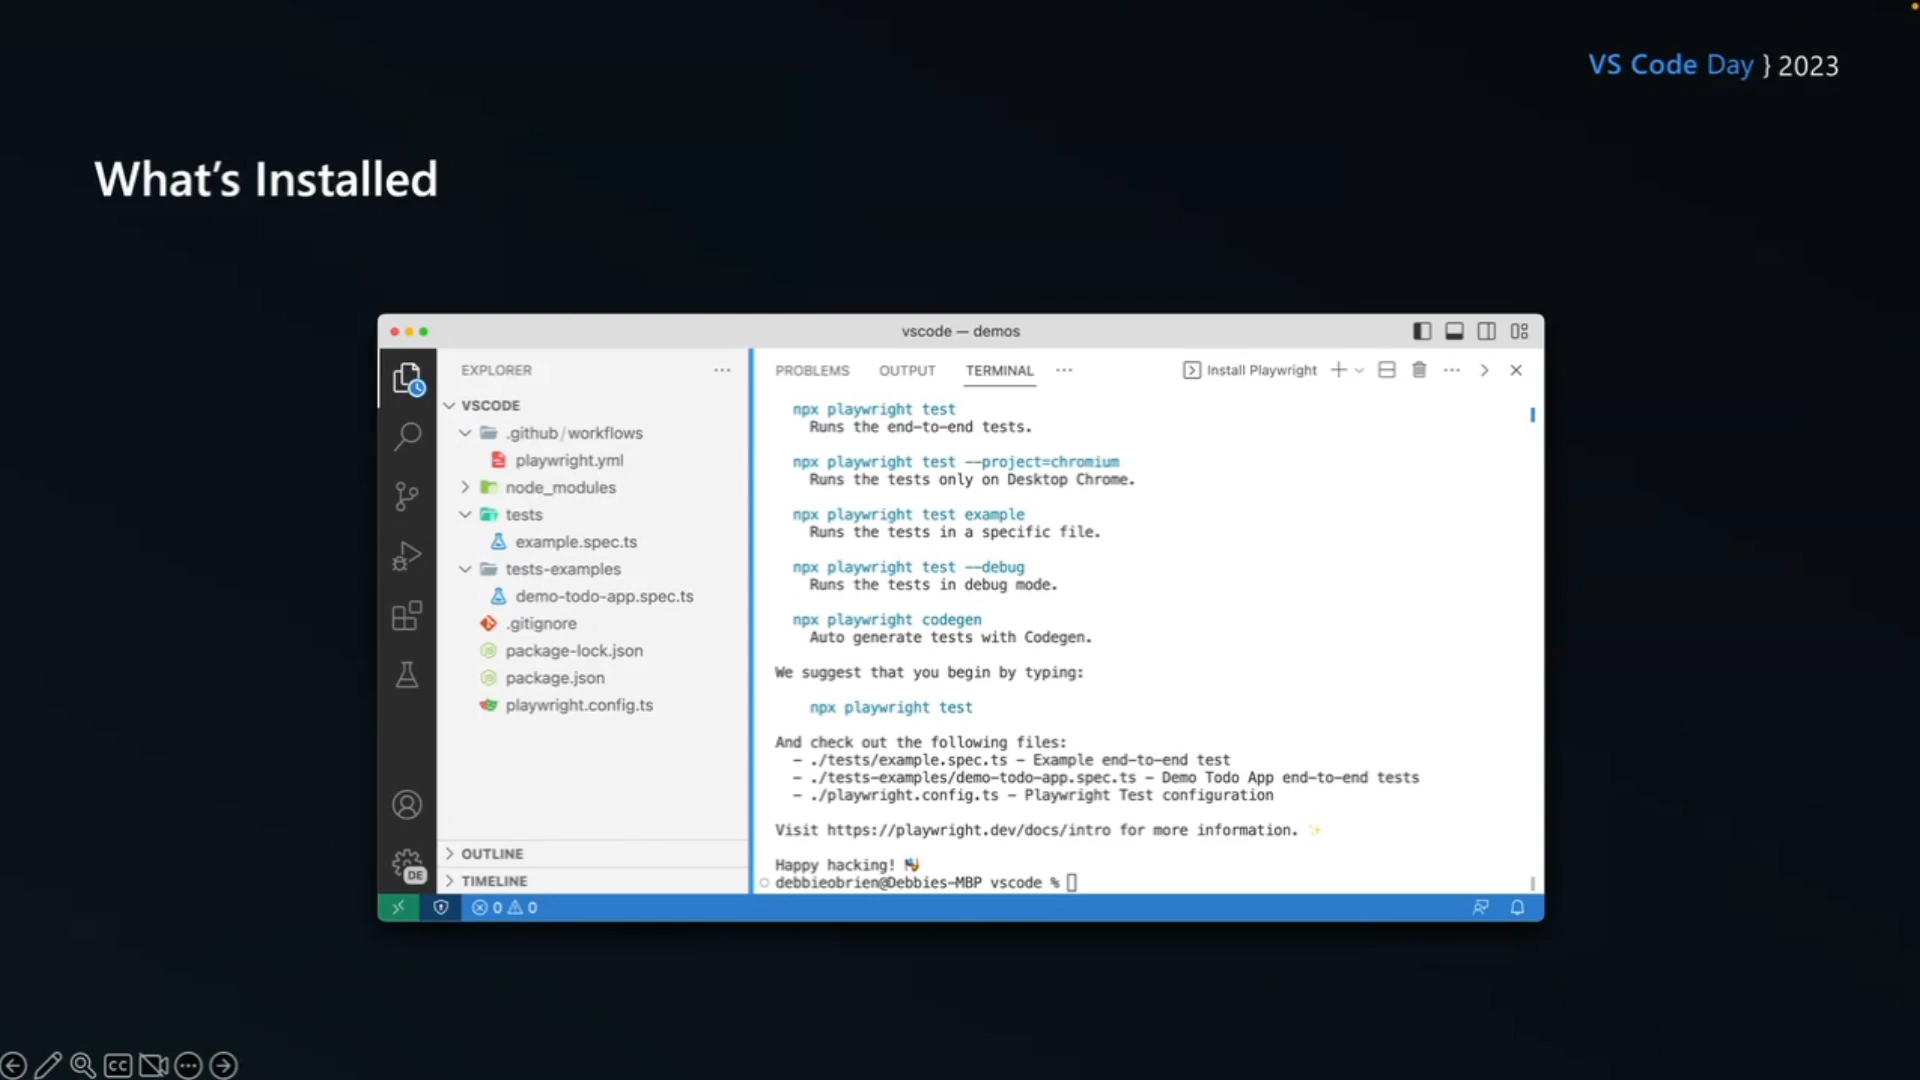 VS Code Day } 2023
What's Installed
vscode — demos
EXPLORER
VSCODE
.github/workflows
playwright.yml
node_modules
tests
example.spec.ts
tests-examples
demo-todo-app.spec.ts
.gitignore
package-lock.json
package.json
playwright.config.ts
OUTLINE
TIMELINE
DE
PROBLEMS OUTPUT TERMINAL
Install Playwright
npx playwright test
Runs the end-to-end tests.
npx playwright test --project=chromium
Runs the tests only on Desktop Chrome.
npx playwright test example
Runs the tests in a specific file.
npx playwright test --debug
Runs the tests in debug mode.
npx playwright codegen
Auto generate tests with Codegen.
We suggest that you begin by typing:
npx playwright test
And check out the following files:
- ./tests/example.spec.ts - Example end-to-end test
- ./tests-examples/demo-todo-app.spec.ts - Demo Todo App end-to-end tests
- ./playwright.config.ts - Playwright Test configuration
Visit https://playwright.dev/docs/intro for more information. ✨
Happy hacking! 🎭
debbieobrien@Debbies-MBP vscode %
0 0
CC